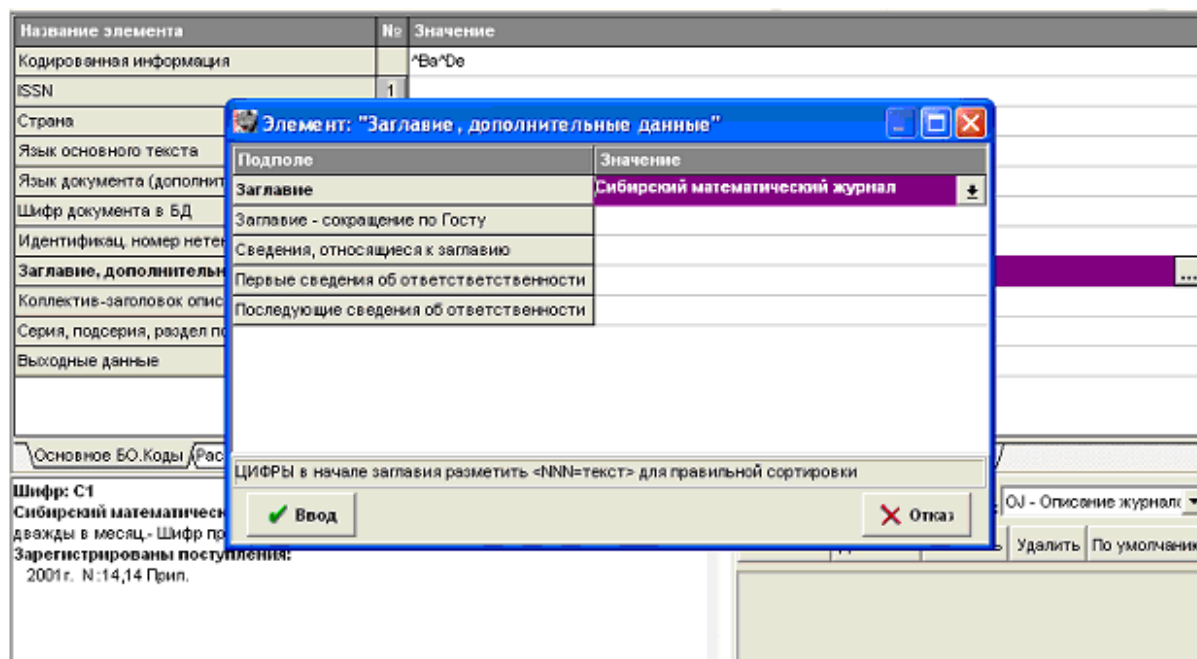 Название элемента № Значение
Кодированная информация ^Ba^De
ISSN 1
Страна
Язык основного текста
Язык документа (дополнит
Шифр документа в БД
Идентификац. номер нетек
Заглавие, дополнительн ...
Коллектив-заголовок опис
Серия, подсерия, раздел по
Выходные данные
Основное БО.Коды Рас
Элемент: "Заглавие, дополнительные данные"
Подполе Значение
Заглавие Сибирский математический журнал
Заглавие - сокращение по Госту
Сведения, относящиеся к заглавию
Первые сведения об ответстветственности
Последующие сведения об ответственности
ЦИФРЫ в начале заглавия разметить <NNN=текст> для правильной сортировки
Ввод Отказ
Шифр: С1
Сибирский математическ
дважды в месяц.- Шифр пр
Зарегистрированы поступления:
2001г. N:14,14 Прил.
OJ - Описание журнал
Удалить По умолчани